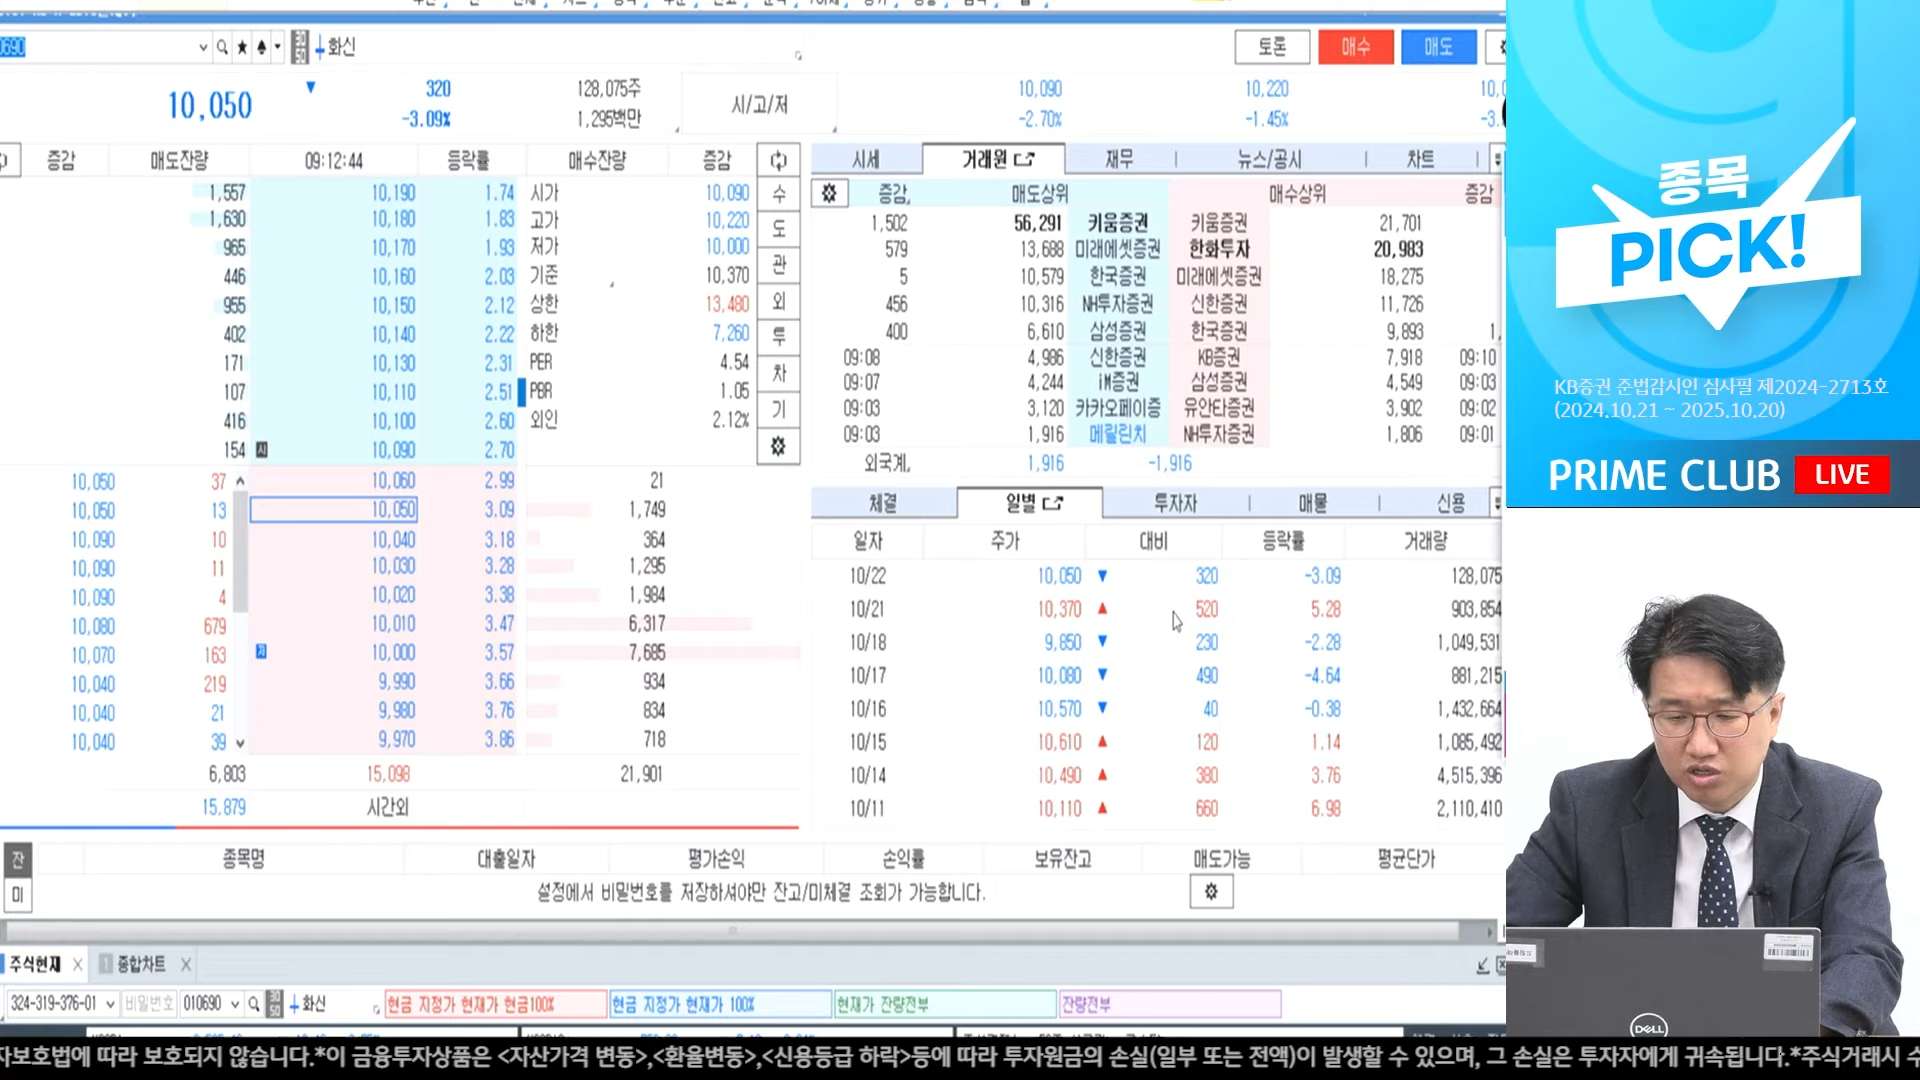 0690 화신 토론 매수 매도
10,050 ▼ 320 128,075주 시/고/저 10,090 10,220
-3.09% 1,295백만 -2.70% -1.45%
증감 매도잔량 09:12:44 등락률 매수잔량 증감
1,557 10,190 1.74 시가 10,090 수
1,630 10,180 1.83 고가 10,220 도
965 10,170 1.93 저가 10,000
446 10,160 2.03 기준 10,370 관
955 10,150 2.12 상한 13,480 외
402 10,140 2.22 하한 7,260 투
171 10,130 2.31 PER 4.54 차
107 10,110 2.51 PBR 1.05
416 10,100 2.60 외인 2.12% 기
154 시 10,090 2.70
10,050 37 10,060 2.99 21
10,050 13 10,050 3.09 1,749
10,090 10 10,040 3.18 364
10,090 11 10,030 3.28 1,295
10,090 4 10,020 3.38 1,984
10,080 679 10,010 3.47 6,317
10,070 163 저 10,000 3.57 7,685
10,040 219 9,990 3.66 934
10,040 21 9,980 3.76 834
10,040 39 9,970 3.86 718
6,803 15,098 21,901
15,879 시간외
시세 거래원 재무 뉴스/공시 차트
증감 매도상위 매수상위 증감
1,502 56,291 키움증권 키움증권 21,701
579 13,688 미래에셋증권 한화투자 20,983
5 10,579 한국증권 미래에셋증권 18,275
456 10,316 NH투자증권 신한증권 11,726
400 6,610 삼성증권 한국증권 9,893
09:08 4,986 신한증권 KB증권 7,918 09:10
09:07 4,244 iM증권 삼성증권 4,549 09:03
09:03 3,120 카카오페이증 유안타증권 3,902 09:02
09:03 1,916 메릴린치 NH투자증권 1,806 09:01
외국계 1,916 -1,916
체결 일별 투자자 매물 신용
일자 주가 대비 등락률 거래량
10/22 10,050 ▼ 320 -3.09 128,075
10/21 10,370 ▲ 520 5.28 903,854
10/18 9,850 ▼ 230 -2.28 1,049,531
10/17 10,080 ▼ 490 -4.64 881,215
10/16 10,570 ▼ 40 -0.38 1,432,664
10/15 10,610 ▲ 120 1.14 1,085,492
10/14 10,490 ▲ 380 3.76 4,515,396
10/11 10,110 ▲ 660 6.98 2,110,410
잔 종목명 대출일자 평가손익 손익률 보유잔고 매도가능 평균단가
미 설정에서 비밀번호를 저장하셔야만 잔고/미체결 조회가 가능합니다.
주식현재 X 1 종합차트 X
324-319-376-01 비밀번호 010690 화신 현금 지정가 현재가 현금100% 현금 지정가 현재가 100% 현재가 잔량전부 잔량전부
종목
PICK!
KB증권 준법감시인 심사필 제2024-2713호
(2024.10.21 ~ 2025.10.20)
PRIME CLUB LIVE
DELL
자보호법에 따라 보호되지 않습니다.*이 금융투자상품은 <자산가격 변동>,<환율변동>,<신용등급 하락>등에 따라 투자원금의 손실(일부 또는 전액)이 발생할 수 있으며, 그 손실은 투자자에게 귀속됩니다.*주식거래시 수